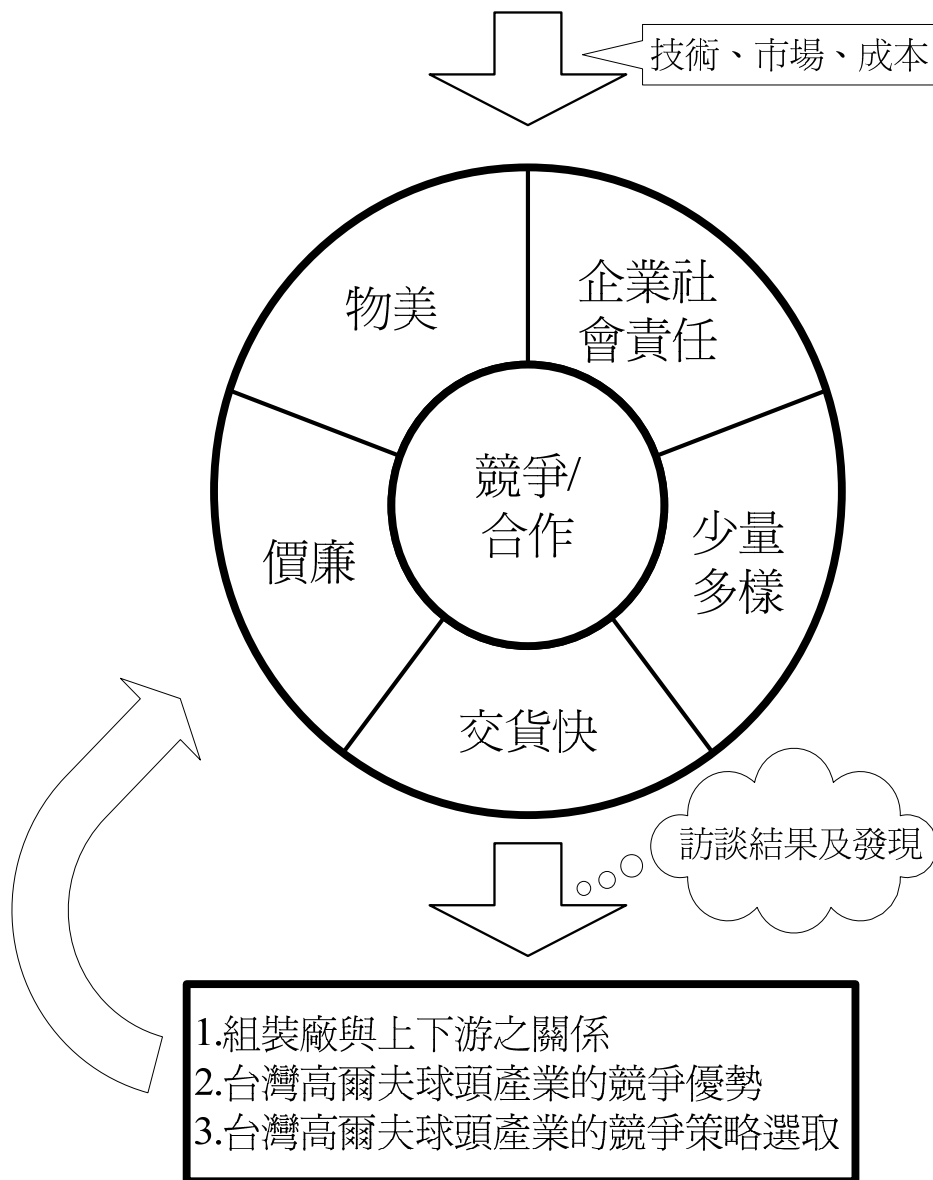 技術、市場、成本
物美
企業社
會責任
競爭/
合作
價廉
少量
多樣
交貨快
訪談結果及發現
1.組裝廠與上下游之關係
2.台灣高爾夫球頭產業的競爭優勢
3.台灣高爾夫球頭產業的競爭策略選取